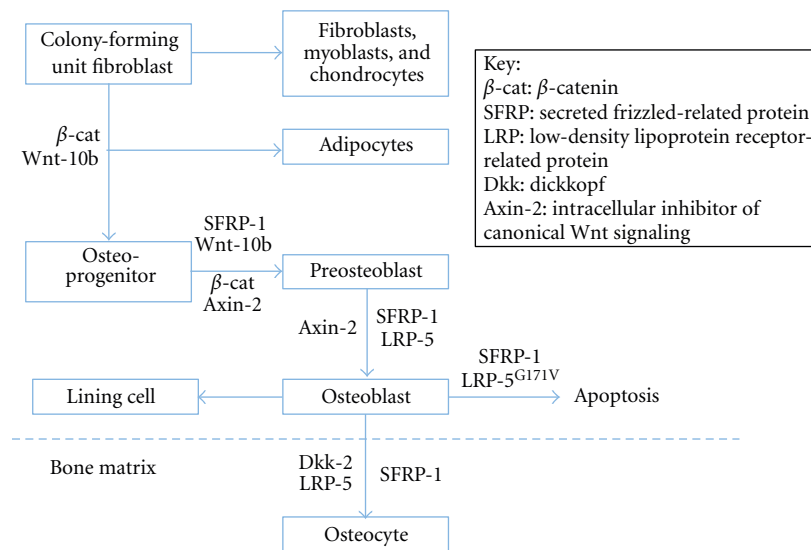 Colony-forming
unit fibroblast
Fibroblasts,
myoblasts, and
chondrocytes
Key:
β-cat: β-catenin
SFRP: secreted frizzled-related protein
LRP: low-density lipoprotein receptor-
related protein
Dkk: dickkopf
Axin-2: intracellular inhibitor of
canonical Wnt signaling
β-cat
Wnt-10b
Adipocytes
Osteo-
progenitor
SFRP-1
Wnt-10b
β-cat
Axin-2
Preosteoblast
Axin-2
SFRP-1
LRP-5
Lining cell
Osteoblast
SFRP-1
LRP-5^G171V
Apoptosis
Bone matrix
Dkk-2
LRP-5
SFRP-1
Osteocyte